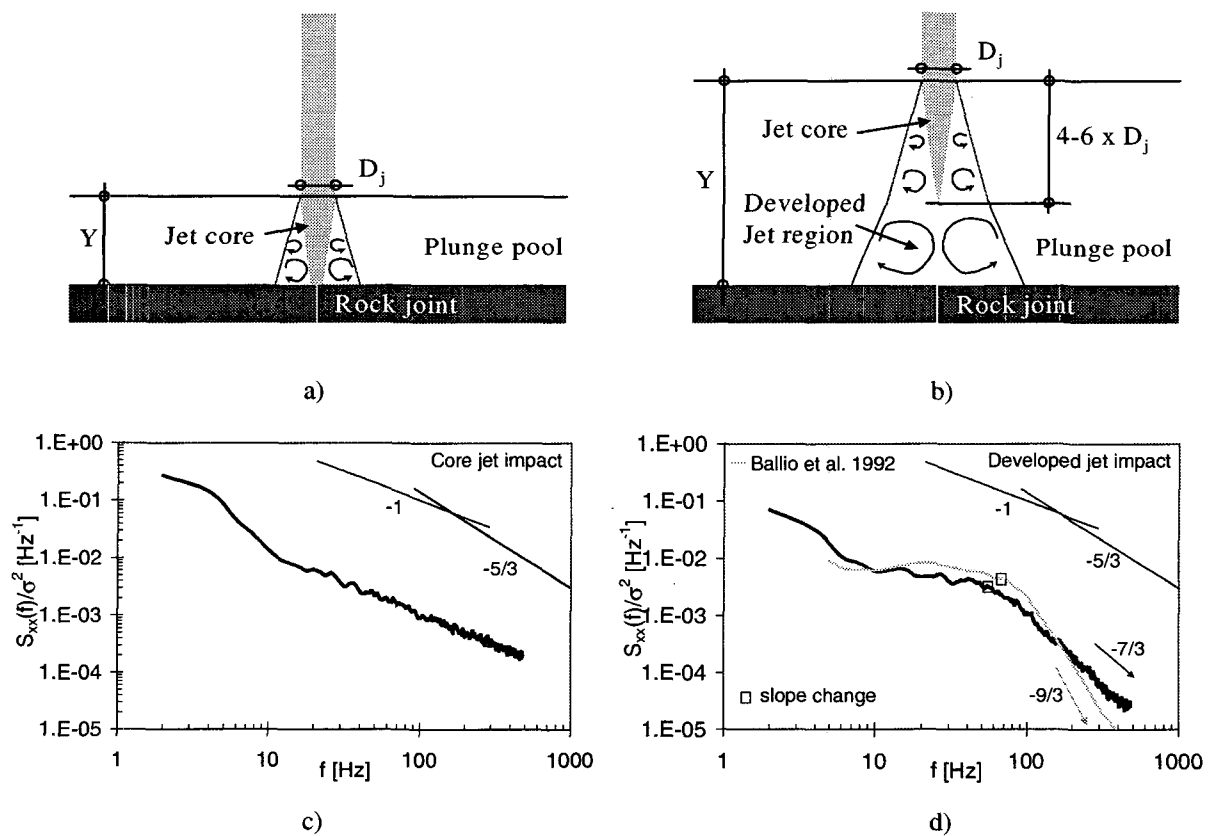 D_j
Jet core
Y
Plunge pool
Rock joint
a)
D_j
Jet core
4-6 x D_j
Y
Developed
Jet region
Plunge pool
Rock joint
b)
S_xx(f)/σ² [Hz⁻¹]
1.E+00
1.E-01
1.E-02
1.E-03
1.E-04
1.E-05
Core jet impact
-1
-5/3
1 10 100 1000
f [Hz]
c)
S_xx(f)/σ² [Hz⁻¹]
1.E+00
1.E-01
1.E-02
1.E-03
1.E-04
1.E-05
Ballio et al. 1992
Developed jet impact
-1
-5/3
-7/3
-9/3
slope change
1 10 100 1000
f [Hz]
d)